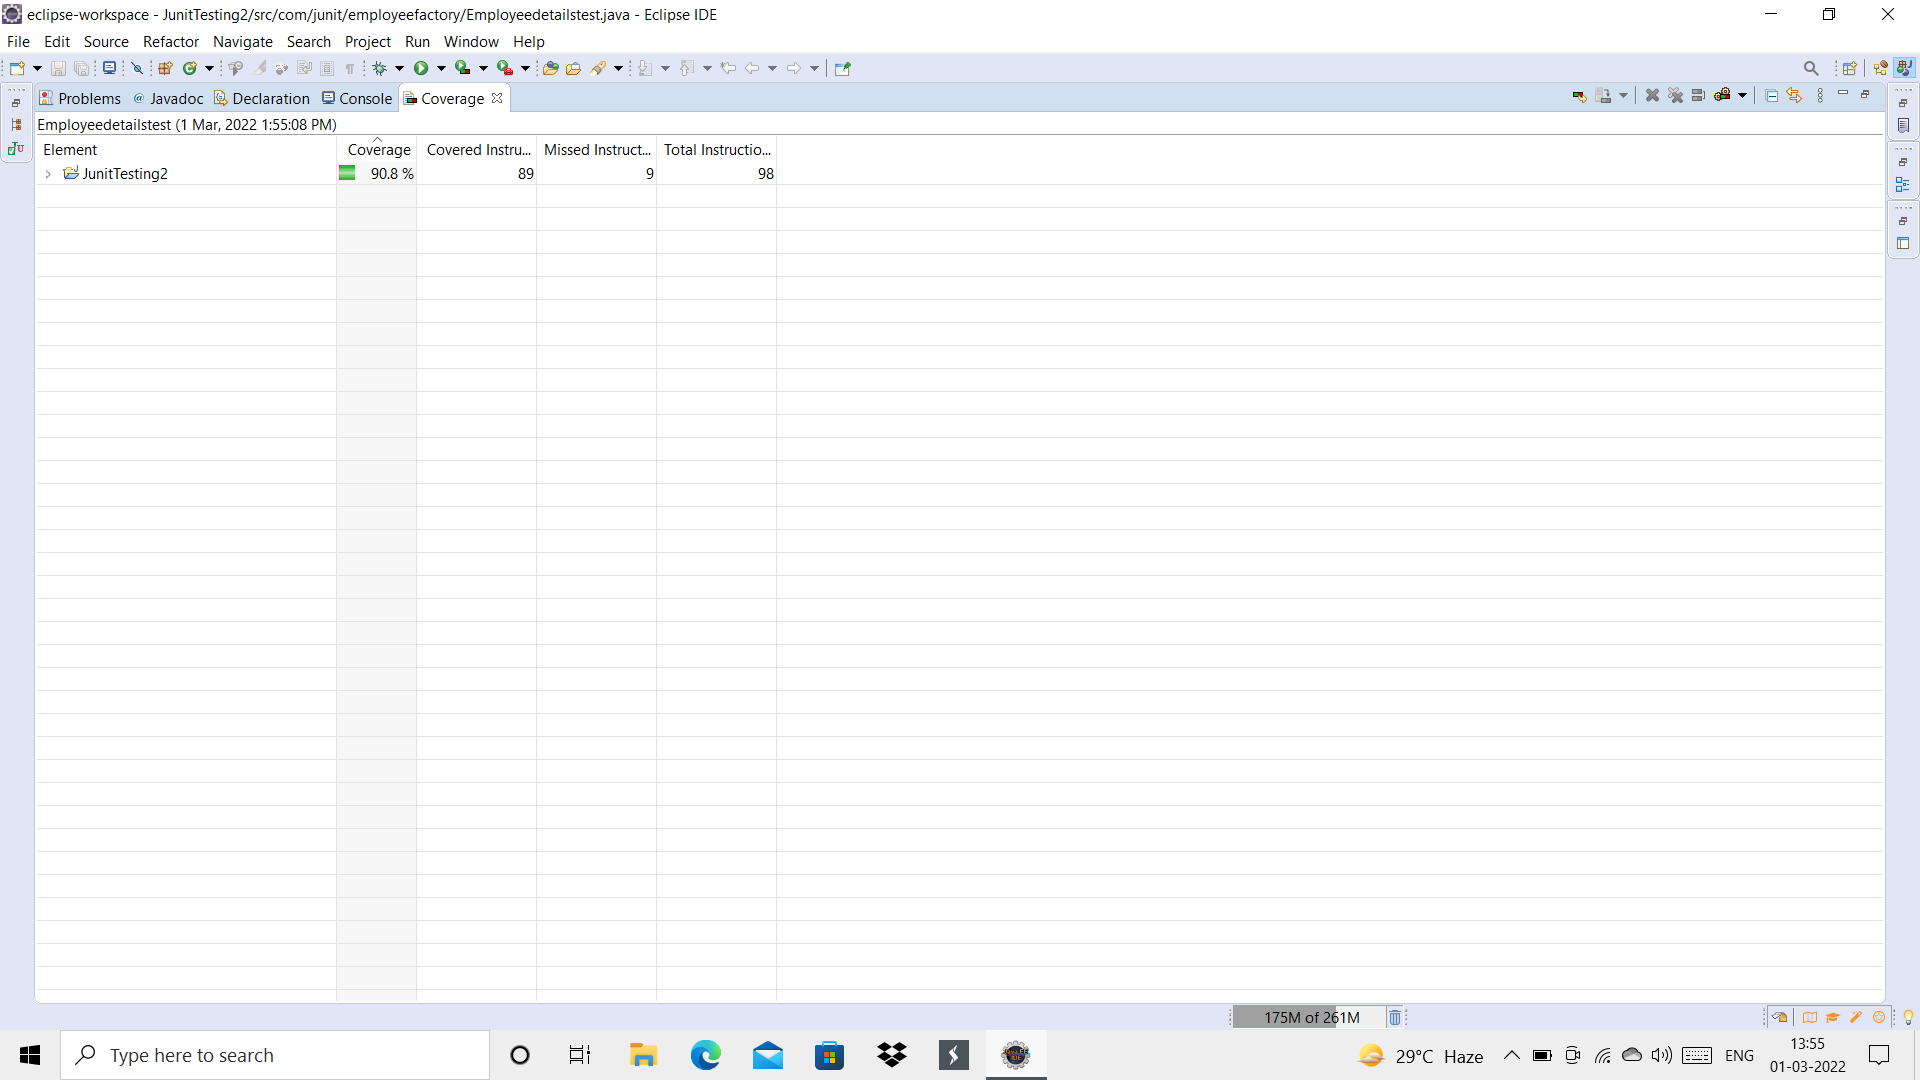 eclipse-workspace - JunitTesting2/src/com/junit/employeefactory/Employeedetailstest.java - Eclipse IDE
File Edit Source Refactor Navigate Search Project Run Window Help
Problems @ Javadoc Declaration Console Coverage
Employeedetailstest (1 Mar, 2022 1:55:08 PM)
Element Coverage Covered Instru... Missed Instruct... Total Instructio...
JunitTesting2 90.8 % 89 9 98
175M of 261M
Type here to search
29°C Haze
ENG
13:55
01-03-2022